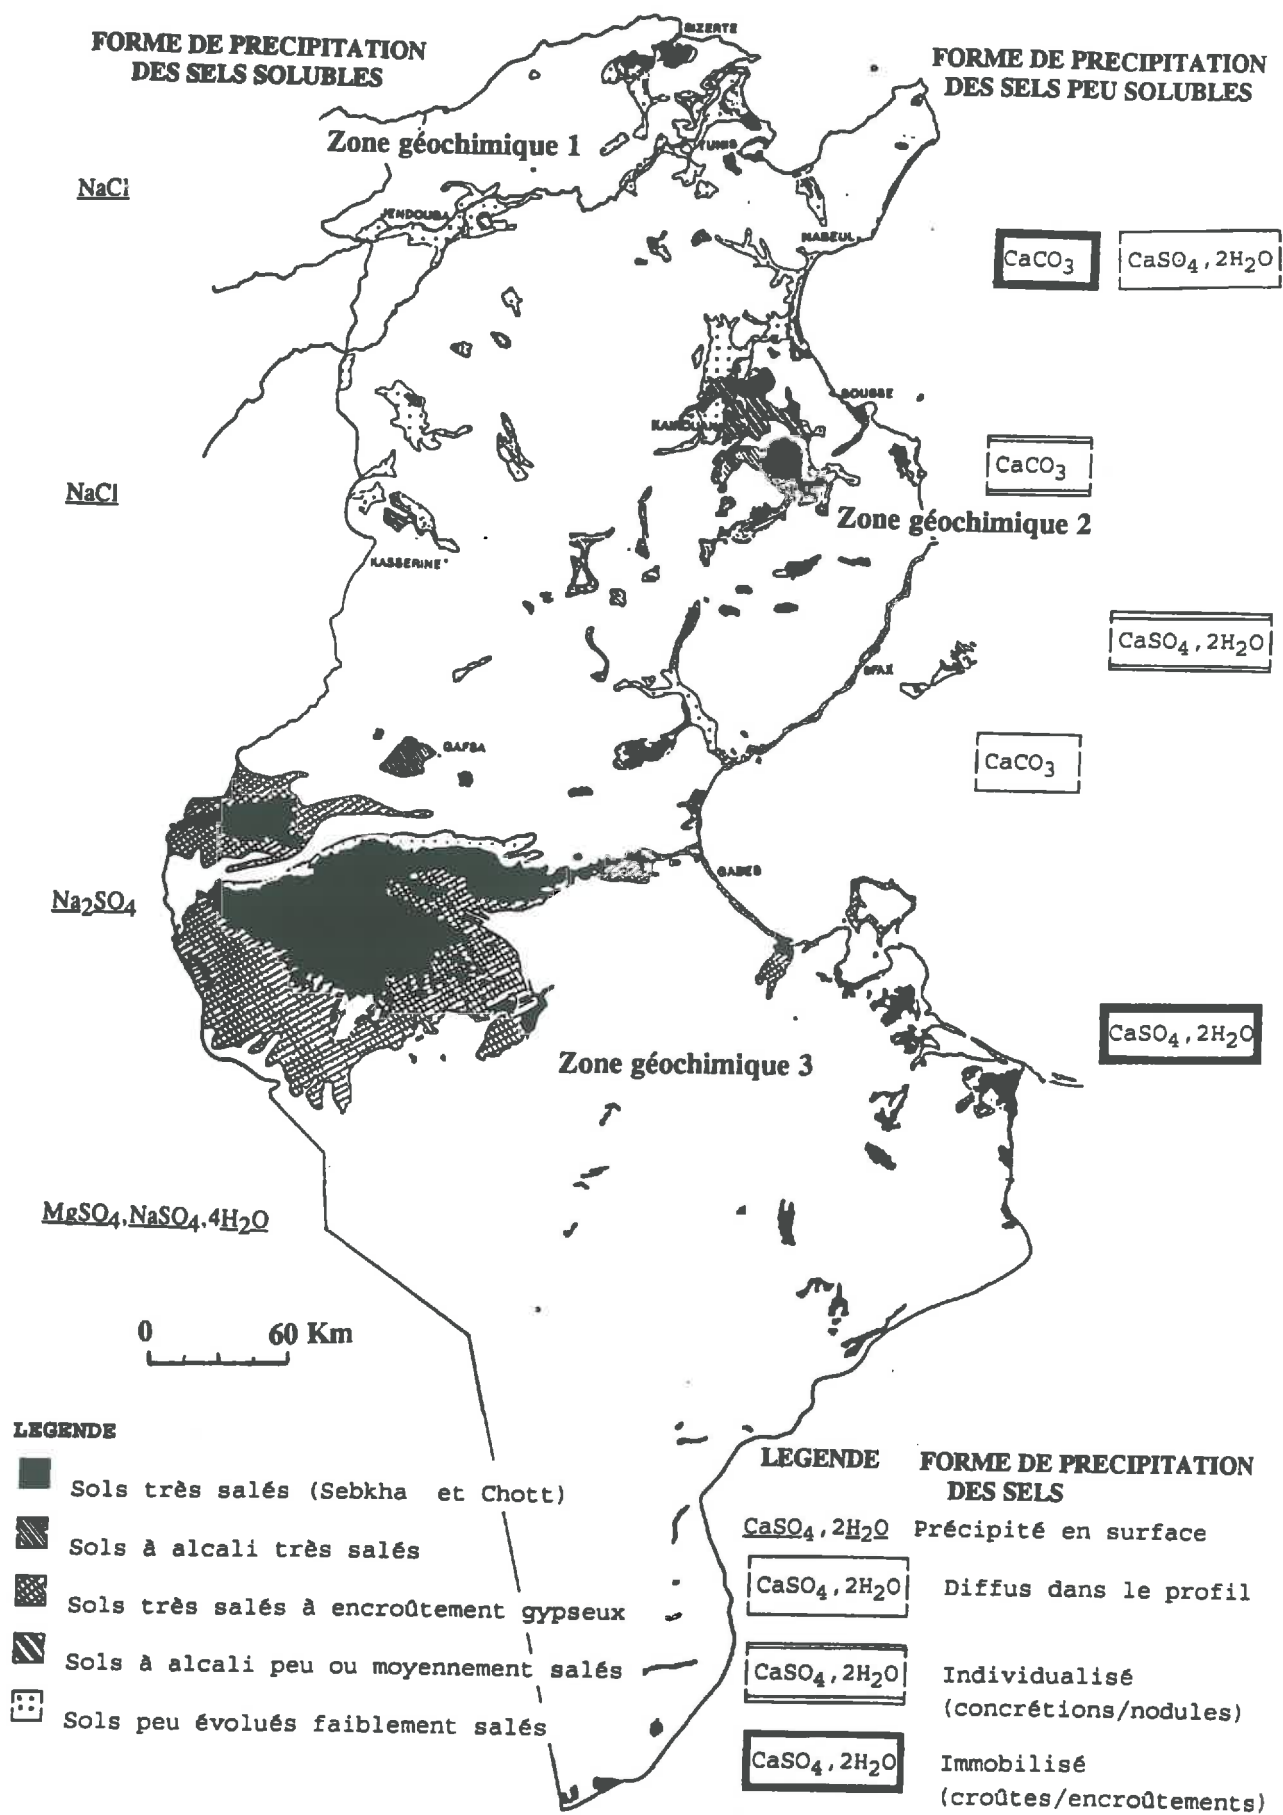 FORME DE PRECIPITATION
DES SELS SOLUBLES
FORME DE PRECIPITATION
DES SELS PEU SOLUBLES
BIZERTE
Zone géochimique 1
TUNIS
NaCl
JENDOUBA
NABEUL
CaCO3
CaSO4,2H2O
SOUSSE
KAIROUAN
CaCO3
NaCl
Zone géochimique 2
KASSERINE
CaSO4,2H2O
SFAX
GAFSA
CaCO3
GABES
Na2SO4
CaSO4,2H2O
Zone géochimique 3
MgSO4,NaSO4,4H2O
0 60 Km
LEGENDE
Sols très salés (Sebkha et Chott)
Sols à alcali très salés
Sols très salés à encroûtement gypseux
Sols à alcali peu ou moyennement salés
Sols peu évolués faiblement salés
LEGENDE FORME DE PRECIPITATION
DES SELS
CaSO4,2H2O Précipité en surface
CaSO4,2H2O Diffus dans le profil
CaSO4,2H2O Individualisé
(concrétions/nodules)
CaSO4,2H2O Immobilisé
(croûtes/encroûtements)